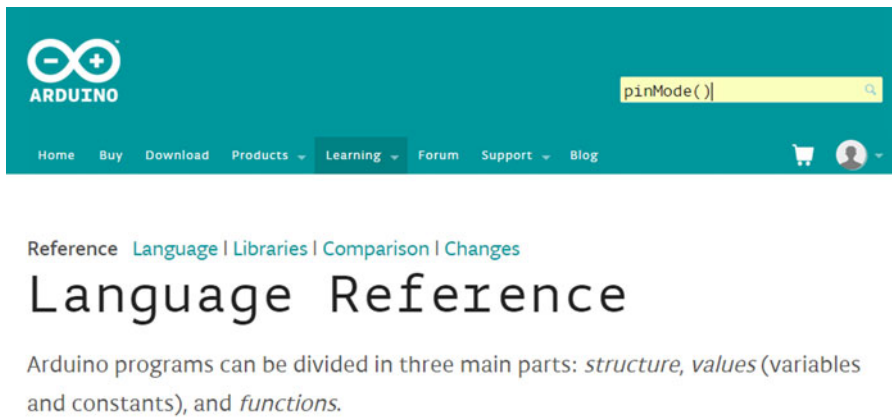 ARDUINO
pinMode()
Home Buy Download Products Learning Forum Support Blog
Reference Language | Libraries | Comparison | Changes
Language Reference
Arduino programs can be divided in three main parts: structure, values (variables
and constants), and functions.